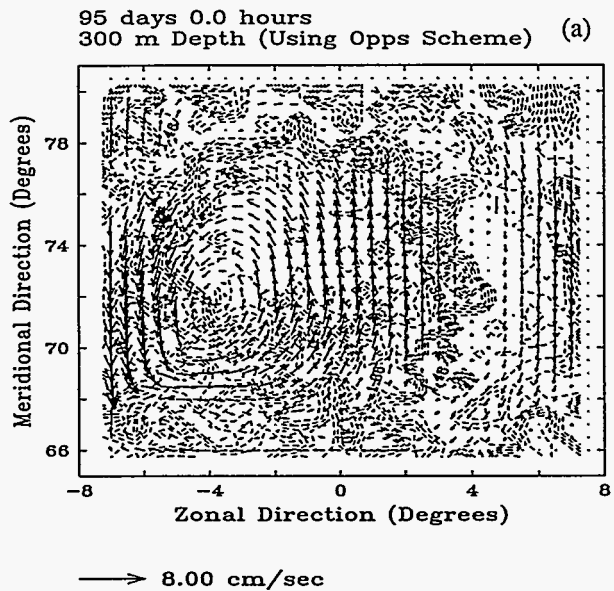 95 days 0.0 hours
300 m Depth (Using Opps Scheme) (a)
78
74
70
66
Meridional Direction (Degrees)
-8 -4 0 4 8
Zonal Direction (Degrees)
8.00 cm/sec